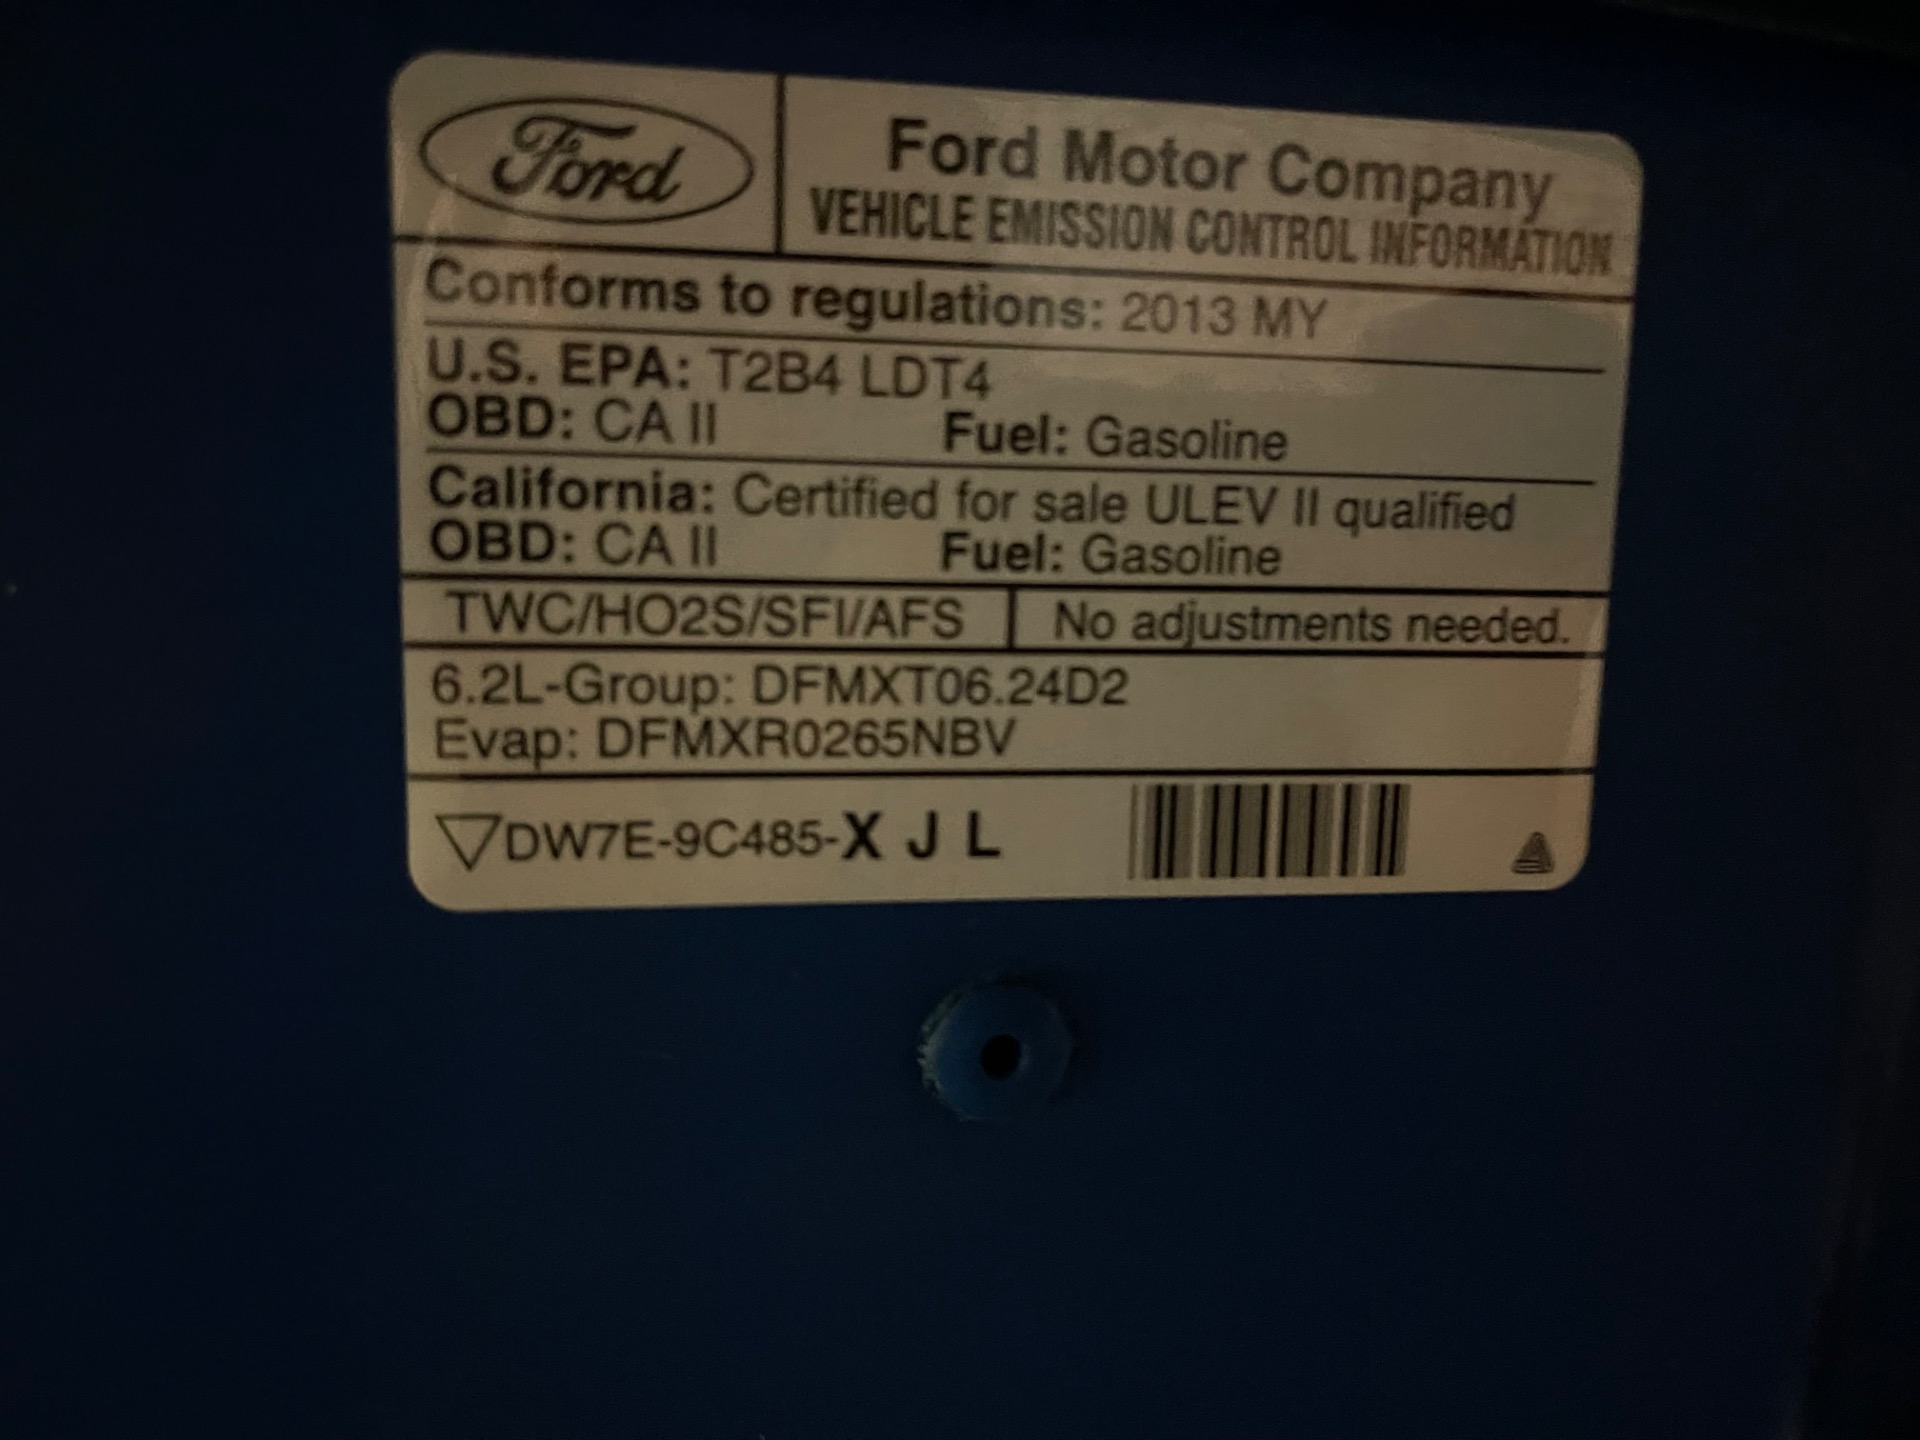 Ford
Ford Motor Company
VEHICLE EMISSION CONTROL INFORMATION
Conforms to regulations: 2013 MY
U.S. EPA: T2B4 LDT4
OBD: CA II Fuel: Gasoline
California: Certified for sale ULEV II qualified
OBD: CA II Fuel: Gasoline
TWC/HO2S/SFI/AFS No adjustments needed.
6.2L-Group: DFMXT06.24D2
Evap: DFMXR0265NBV
DW7E-9C485-X J L